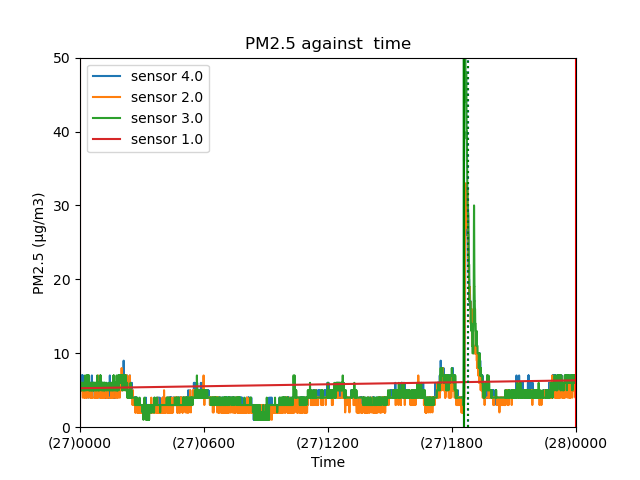 PM2.5 against  time
sensor 4.0
sensor 2.0
sensor 3.0
sensor 1.0
50
40
30
20
10
0
PM2.5 (μg/m3)
(27)0000
(27)0600
(27)1200
(27)1800
(28)0000
Time